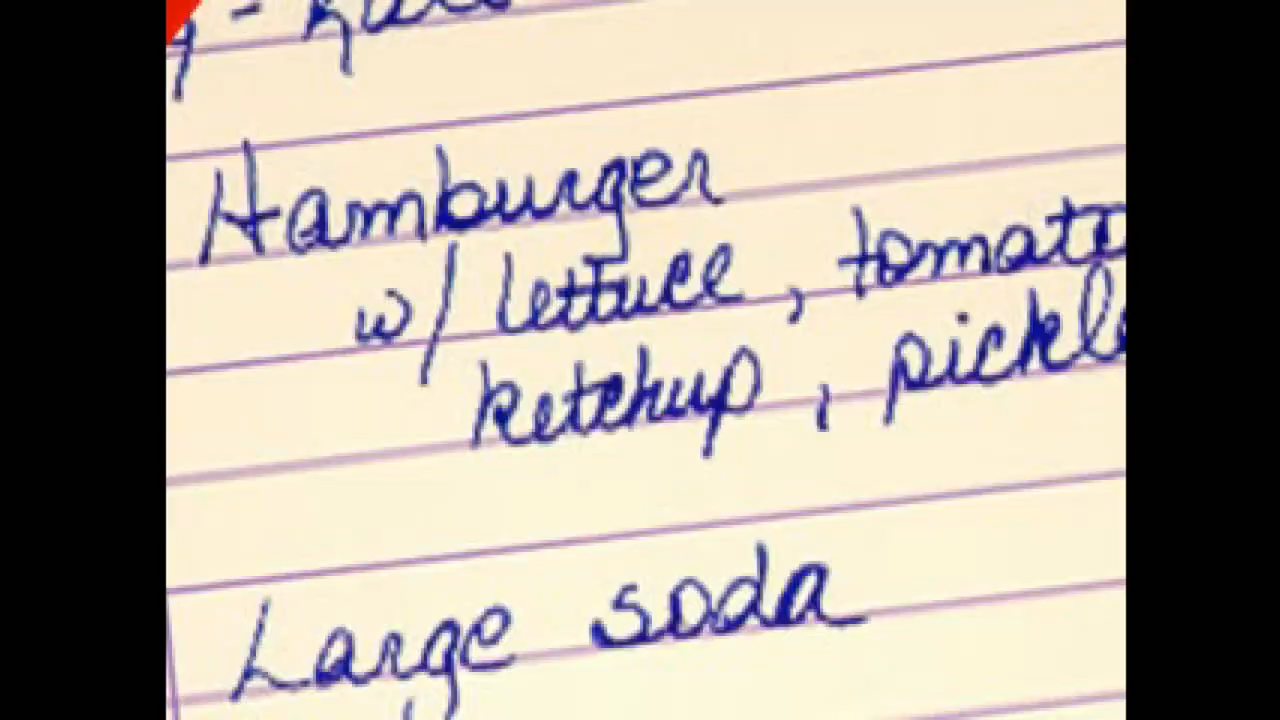 Hamburger
w/ lettuce, tomato
ketchup, pickle
Large soda